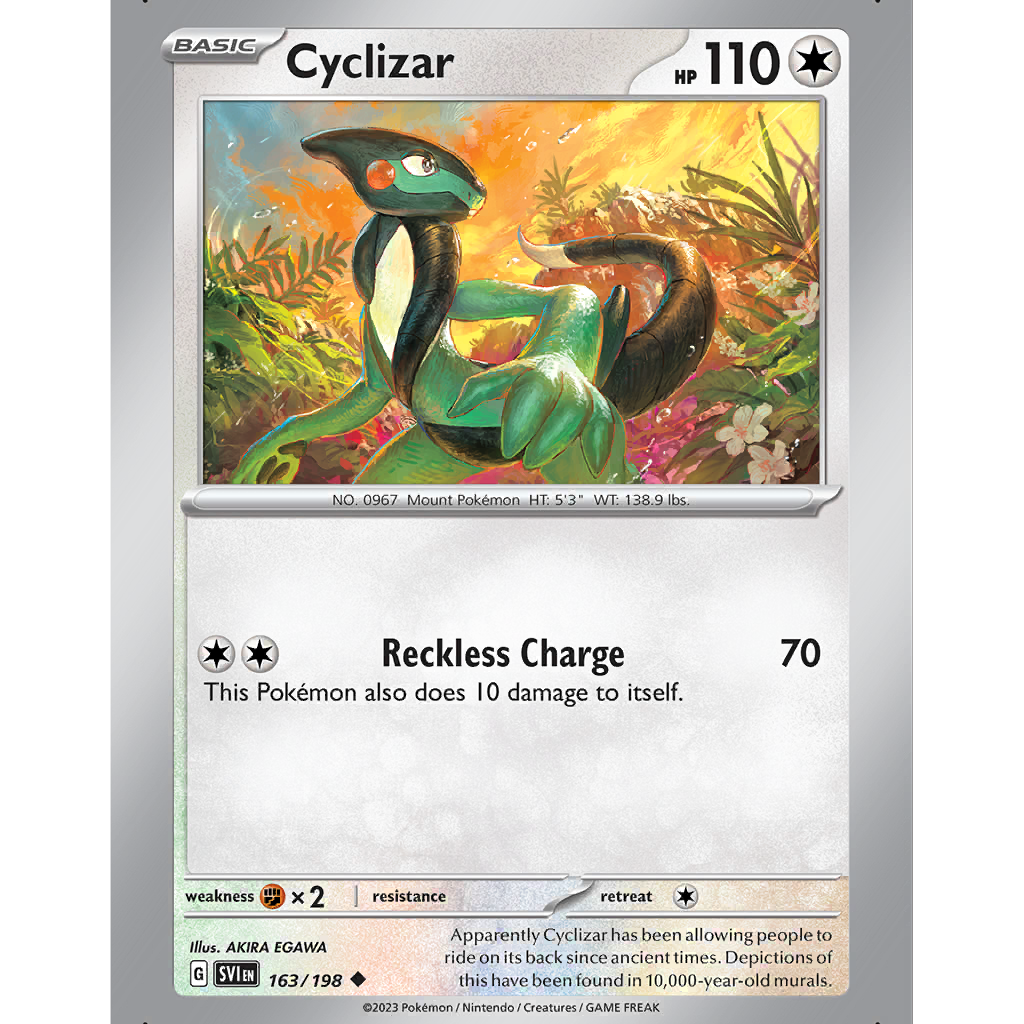 BASIC
Cyclizar
HP 110
NO. 0967 Mount Pokémon HT: 5'3" WT: 138.9 lbs.
Reckless Charge 70
This Pokémon also does 10 damage to itself.
weakness ×2 resistance retreat
Illus. AKIRA EGAWA
Apparently Cyclizar has been allowing people to
ride on its back since ancient times. Depictions of
this have been found in 10,000-year-old murals.
G SVI EN 163/198
©2023 Pokémon / Nintendo / Creatures / GAME FREAK